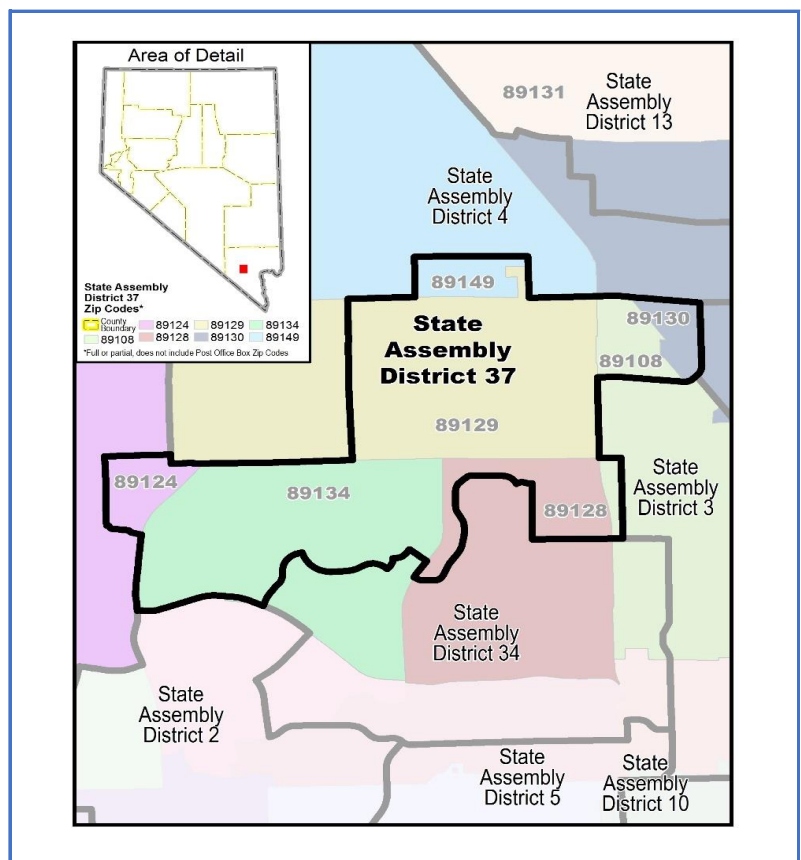 Area of Detail
State Assembly
District 37
Zip Codes*
County
Boundary
89124
89129
89134
89108
89128
89130
89149
*Full or partial, does not include Post Office Box Zip Codes
89131
State
Assembly
District 13
State
Assembly
District 4
89149
State
Assembly
District 37
89130
89108
89129
89124
89134
89128
State
Assembly
District 3
State
Assembly
District 34
State
Assembly
District 2
State
Assembly
District 5
State
Assembly
District 10